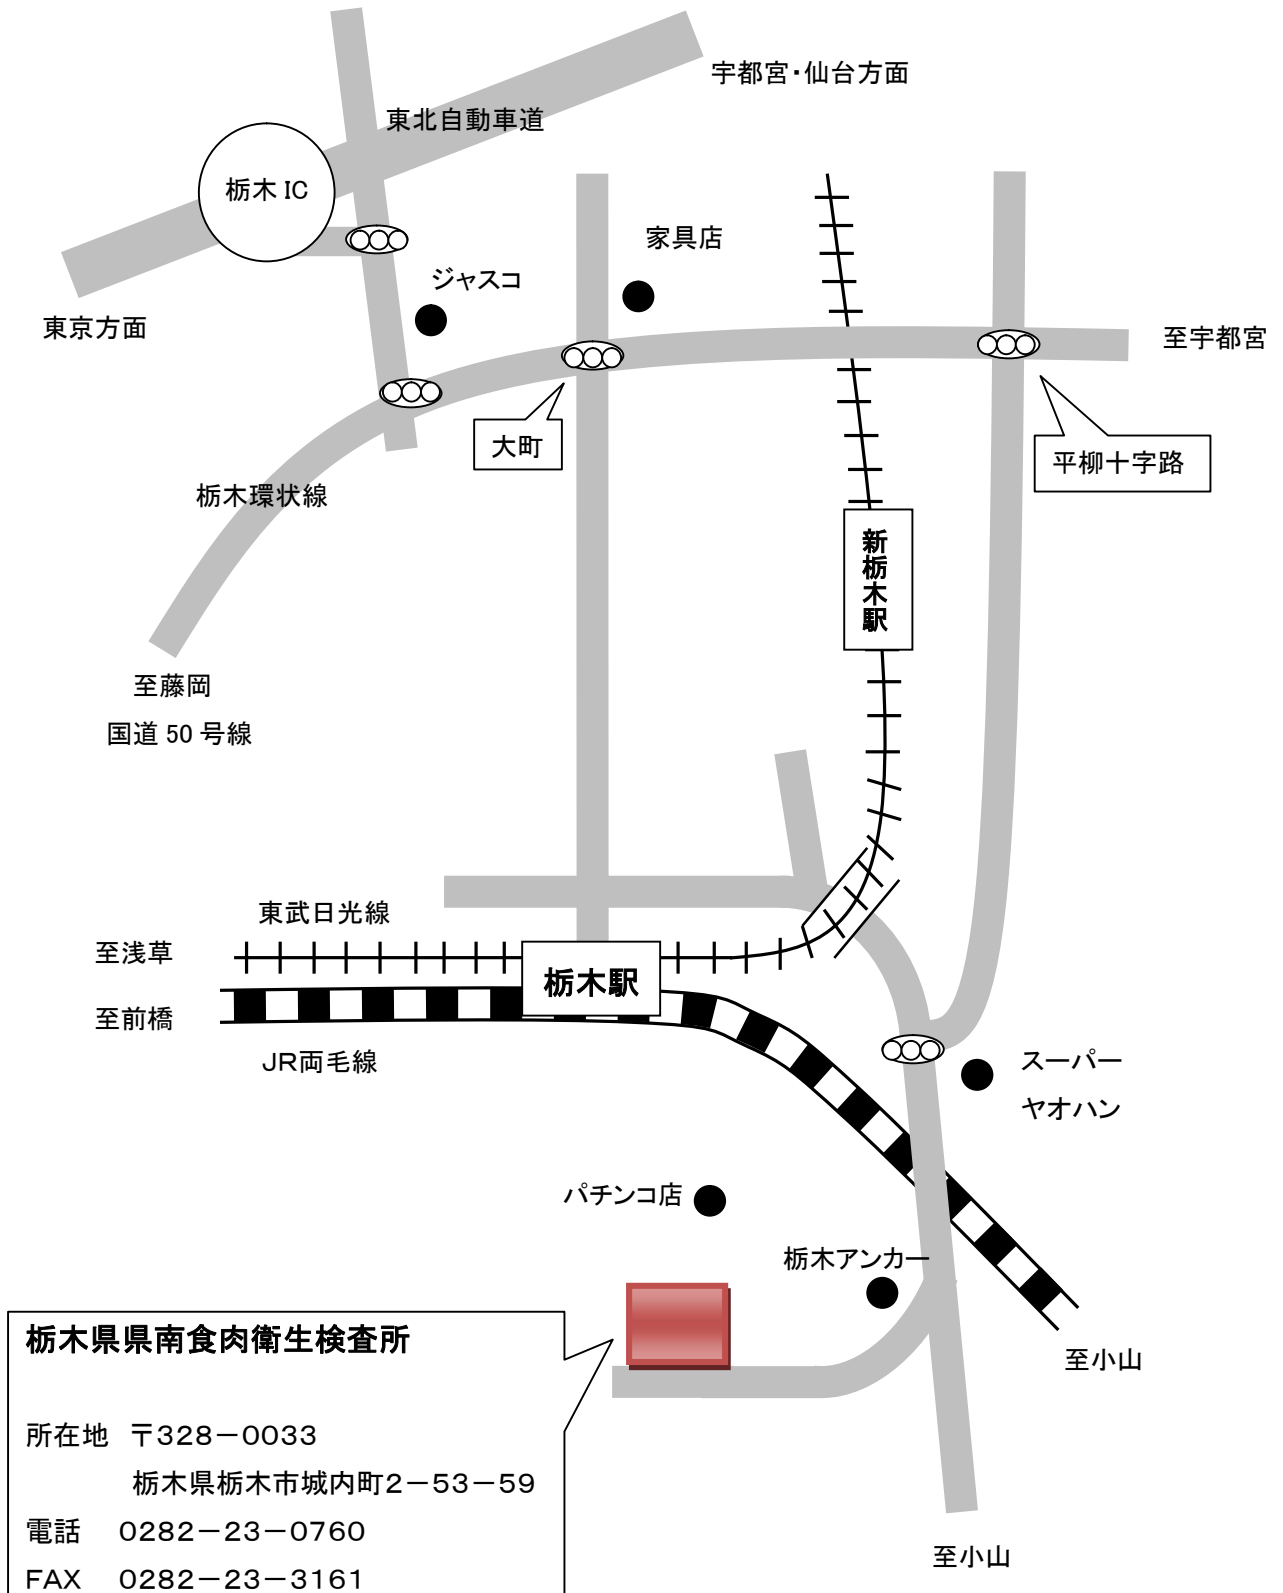 宇都宮・仙台方面
東北自動車道
栃木 IC
家具店
ジャスコ
東京方面
至宇都宮
大町
平柳十字路
栃木環状線
新栃木駅
至藤岡
国道 50 号線
東武日光線
至浅草
栃木駅
至前橋
JR両毛線
スーパー
ヤオハン
パチンコ店
栃木アンカー
栃木県県南食肉衛生検査所
至小山
所在地 〒328-0033
栃木県栃木市城内町2-53-59
電話 0282-23-0760
至小山
FAX 0282-23-3161